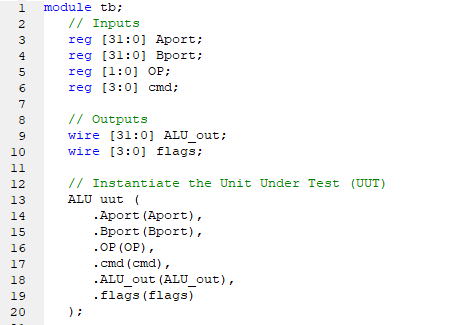 1 module tb;
2 // Inputs
3 reg [31:0] Aport;
4 reg [31:0] Bport;
5 reg [1:0] OP;
6 reg [3:0] cmd;
7
8 // Outputs
9 wire [31:0] ALU_out;
10 wire [3:0] flags;
11
12 // Instantiate the Unit Under Test (UUT)
13 ALU uut (
14 .Aport(Aport),
15 .Bport(Bport),
16 .OP(OP),
17 .cmd(cmd),
18 .ALU_out(ALU_out),
19 .flags(flags)
20 );